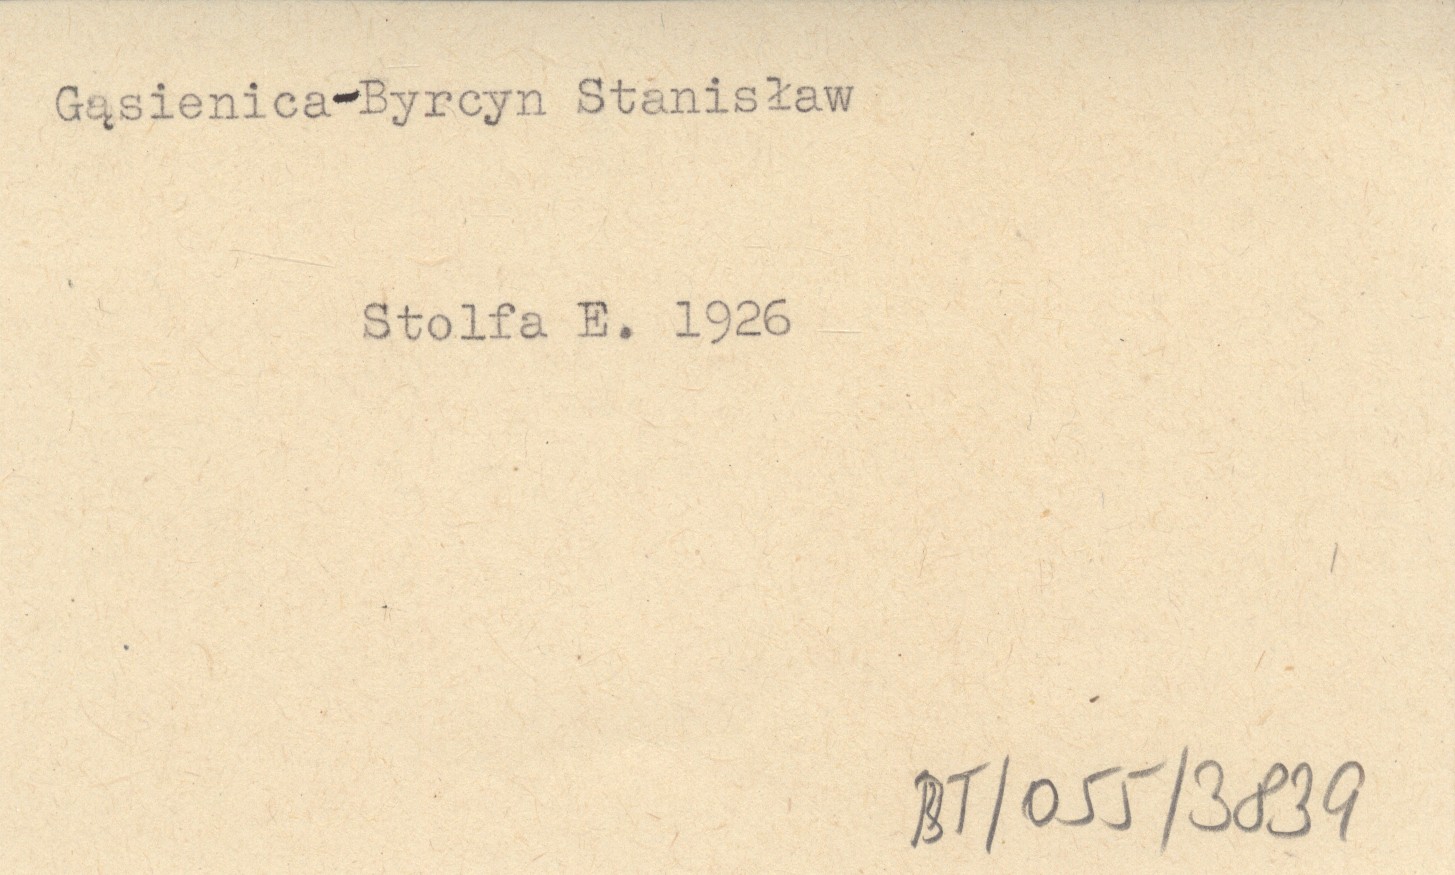 Gąsienica-Byrcyn Stanisław
Stolfa E. 1926
BT/055/3839